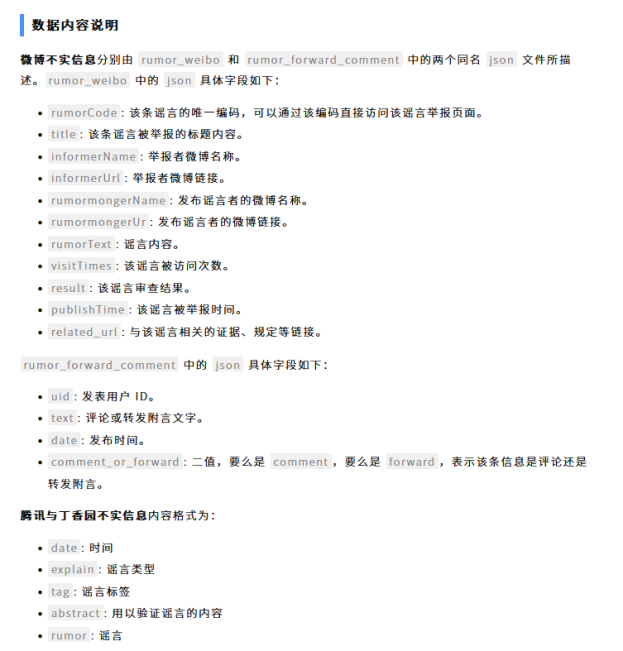 数据内容说明
微博不实信息分别由 rumor_weibo 和 rumor_forward_comment 中的两个同名 json 文件所描
述。rumor_weibo 中的 json 具体字段如下：
• rumorCode：该条谣言的唯一编码，可以通过该编码直接访问该谣言举报页面。
• title：该条谣言被举报的标题内容。
• informerName：举报者微博名称。
• informerUrl：举报者微博链接。
• rumormongerName：发布谣言者的微博名称。
• rumormongerUr：发布谣言者的微博链接。
• rumorText：谣言内容。
• visitTimes：该谣言被访问次数。
• result：该谣言审查结果。
• publishTime：该谣言被举报时间。
• related_url：与该谣言相关的证据、规定等链接。
rumor_forward_comment 中的 json 具体字段如下：
• uid：发表用户 ID。
• text：评论或转发附言文字。
• date：发布时间。
• comment_or_forward：二值，要么是 comment，要么是 forward，表示该条信息是评论还是
转发附言。
腾讯与丁香园不实信息内容格式为：
• date：时间
• explain：谣言类型
• tag：谣言标签
• abstract：用以验证谣言的内容
• rumor：谣言